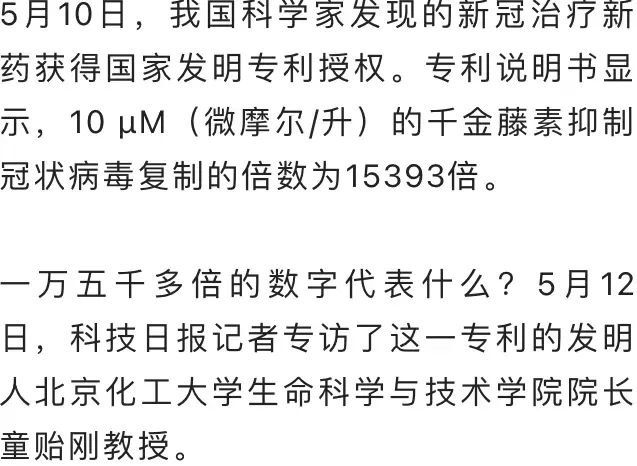 5月10日，我国科学家发现的新冠治疗新
药获得国家发明专利授权。专利说明书显
示，10 μM（微摩尔/升）的千金藤素抑制
冠状病毒复制的倍数为15393倍。
一万五千多倍的数字代表什么？5月12
日，科技日报记者专访了这一专利的发明
人北京化工大学生命科学与技术学院院长
童贻刚教授。